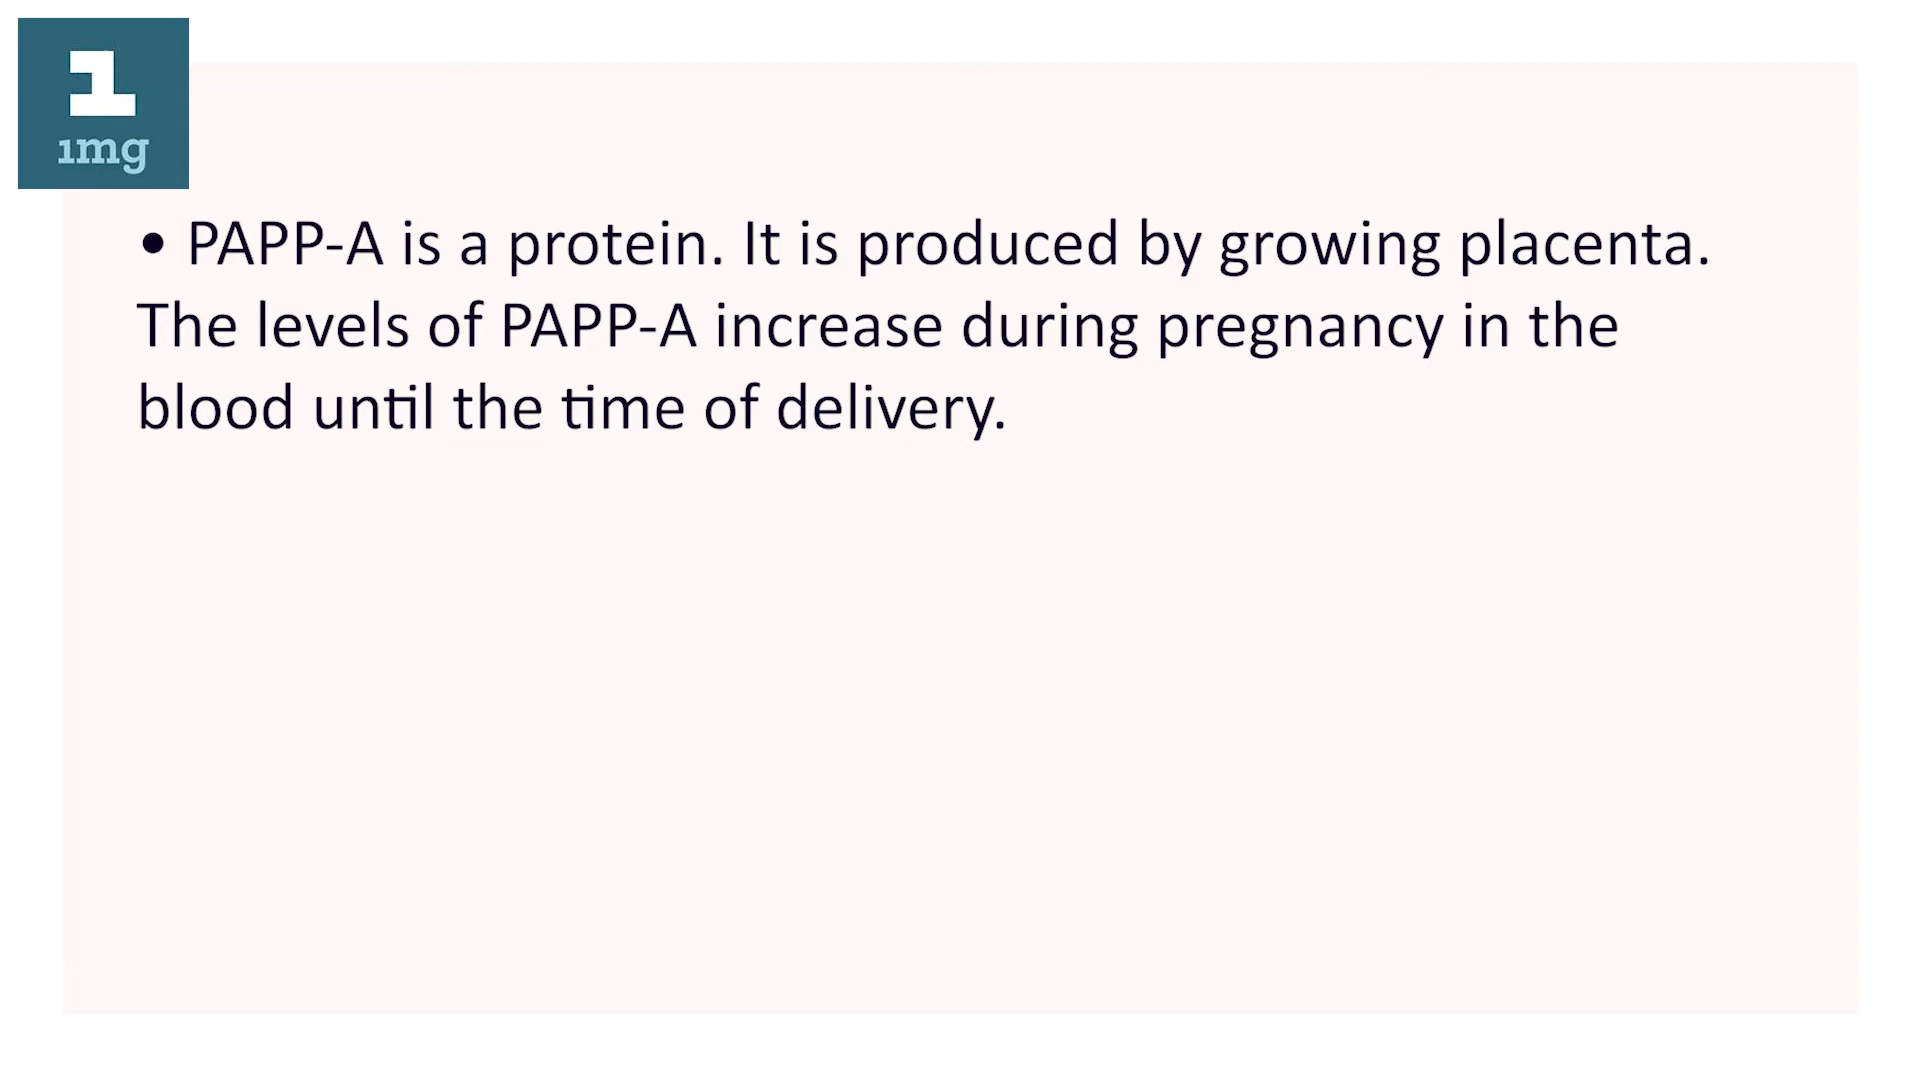 1
1mg
• PAPP-A is a protein. It is produced by growing placenta.
The levels of PAPP-A increase during pregnancy in the
blood until the time of delivery.